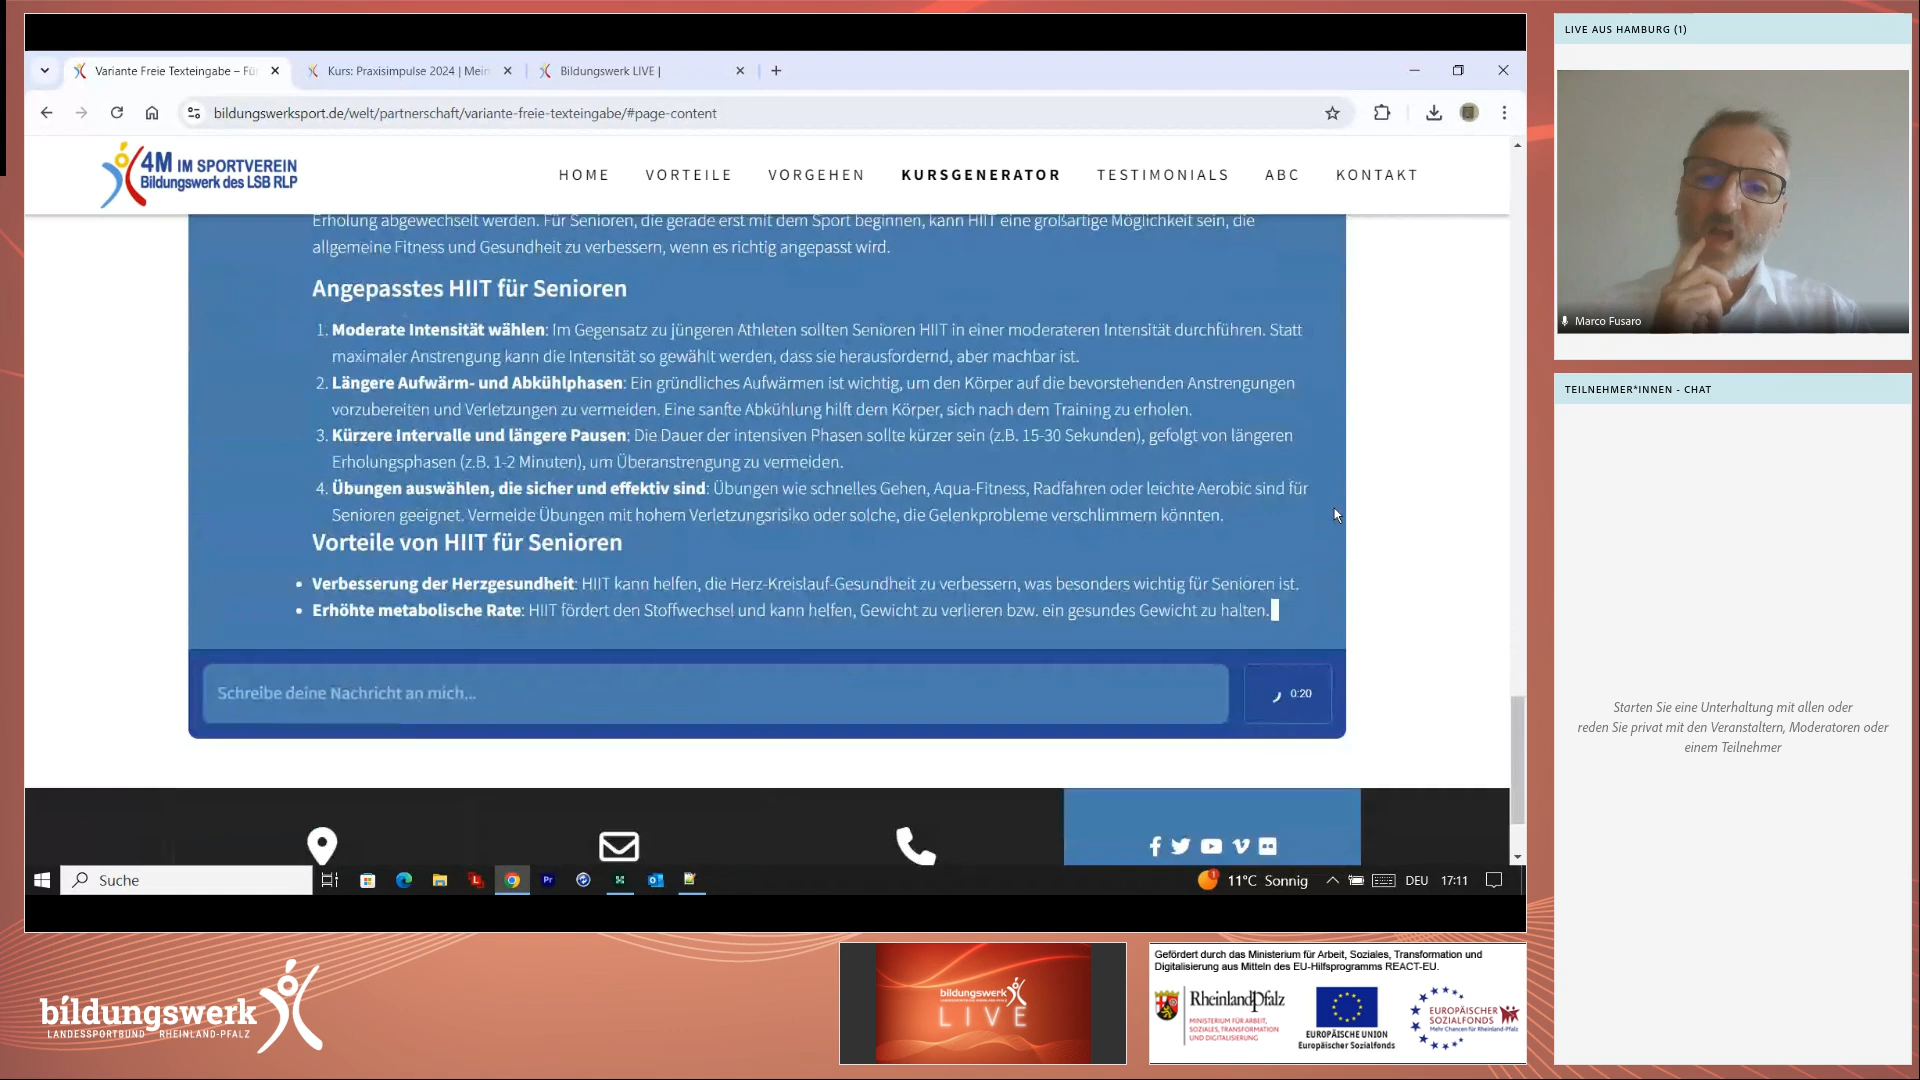 Variante Freie Texteingabe – Fü
Kurs: Praxisimpulse 2024 | Mein
Bildungswerk LIVE |
bildungswerksport.de/welt/partnerschaft/variante-freie-texteingabe/#page-content
4M IM SPORTVEREIN
Bildungswerk des LSB RLP
HOME
VORTEILE
VORGEHEN
KURSGENERATOR
TESTIMONIALS
ABC
KONTAKT
Erholung abgewechselt werden. Für Senioren, die gerade erst mit dem Sport beginnen, kann HIIT eine großartige Möglichkeit sein, die
allgemeine Fitness und Gesundheit zu verbessern, wenn es richtig angepasst wird.
Angepasstes HIIT für Senioren
1. Moderate Intensität wählen: Im Gegensatz zu jüngeren Athleten sollten Senioren HIIT in einer moderateren Intensität durchführen. Statt
maximaler Anstrengung kann die Intensität so gewählt werden, dass sie herausfordernd, aber machbar ist.
2. Längere Aufwärm- und Abkühlphasen: Ein gründliches Aufwärmen ist wichtig, um den Körper auf die bevorstehenden Anstrengungen
vorzubereiten und Verletzungen zu vermeiden. Eine sanfte Abkühlung hilft dem Körper, sich nach dem Training zu erholen.
3. Kürzere Intervalle und längere Pausen: Die Dauer der intensiven Phasen sollte kürzer sein (z.B. 15-30 Sekunden), gefolgt von längeren
Erholungsphasen (z.B. 1-2 Minuten), um Überanstrengung zu vermeiden.
4. Übungen auswählen, die sicher und effektiv sind: Übungen wie schnelles Gehen, Aqua-Fitness, Radfahren oder leichte Aerobic sind für
Senioren geeignet. Vermeide Übungen mit hohem Verletzungsrisiko oder solche, die Gelenkprobleme verschlimmern könnten.
Vorteile von HIIT für Senioren
• Verbesserung der Herzgesundheit: HIIT kann helfen, die Herz-Kreislauf-Gesundheit zu verbessern, was besonders wichtig für Senioren ist.
• Erhöhte metabolische Rate: HIIT fördert den Stoffwechsel und kann helfen, Gewicht zu verlieren bzw. ein gesundes Gewicht zu halten.
Schreibe deine Nachricht an mich...
0:20
Suche
Pr
1
11°C Sonnig
DEU
17:11
LIVE AUS HAMBURG (1)
Marco Fusaro
TEILNEHMER*INNEN - CHAT
Starten Sie eine Unterhaltung mit allen oder
reden Sie privat mit den Veranstaltern, Moderatoren oder
einem Teilnehmer
bildungswerk
LANDESSPORTBUND RHEINLAND-PFALZ
bildungswerk
LIVE
Gefördert durch das Ministerium für Arbeit, Soziales, Transformation und
Digitalisierung aus Mitteln des EU-Hilfsprogramms REACT-EU.
RheinlandPfalz
MINISTERIUM FÜR ARBEIT,
SOZIALES, TRANSFORMATION
UND DIGITALISIERUNG
EUROPÄISCHE UNION
Europäischer Sozialfonds
EUROPÄISCHER
SOZIALFONDS
Mehr Chancen für Rheinland-Pfalz